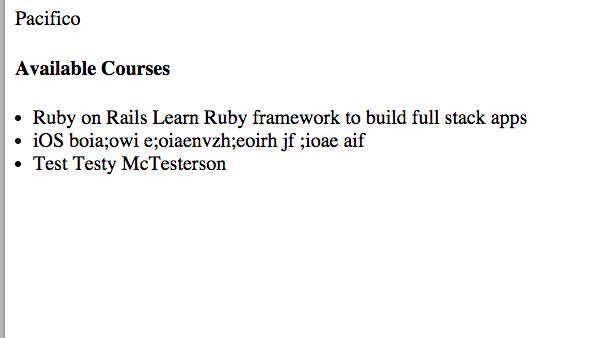 Pacifico
Available Courses
Ruby on Rails Learn Ruby framework to build full stack apps
iOS boia;owi e;oiaenvzh;eoirh jf ;ioae aif
Test Testy McTesterson